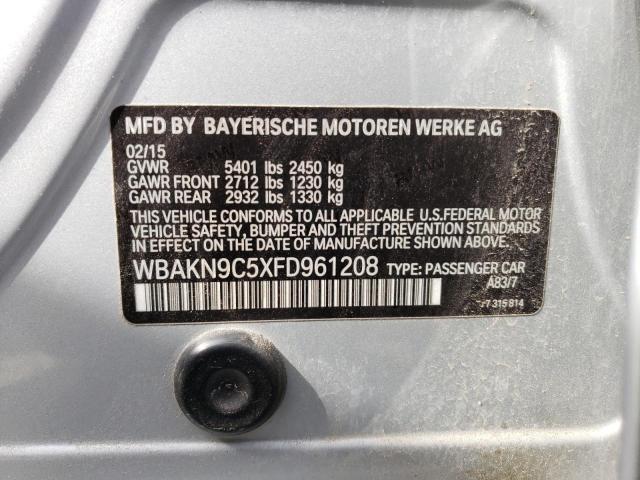 MFD BY BAYERISCHE MOTOREN WERKE AG
02/15
GVWR 5401 lbs 2450 kg
GAWR FRONT 2712 lbs 1230 kg
GAWR REAR 2932 lbs 1330 kg
THIS VEHICLE CONFORMS TO ALL APPLICABLE U.S.FEDERAL MOTOR
VEHICLE SAFETY, BUMPER AND THEFT PREVENTION STANDARDS
IN EFFECT ON THE DATE OF MANUFACTURE SHOWN ABOVE.
WBAKN9C5XFD961208 TYPE: PASSENGER CAR
A83/7
7 315 814